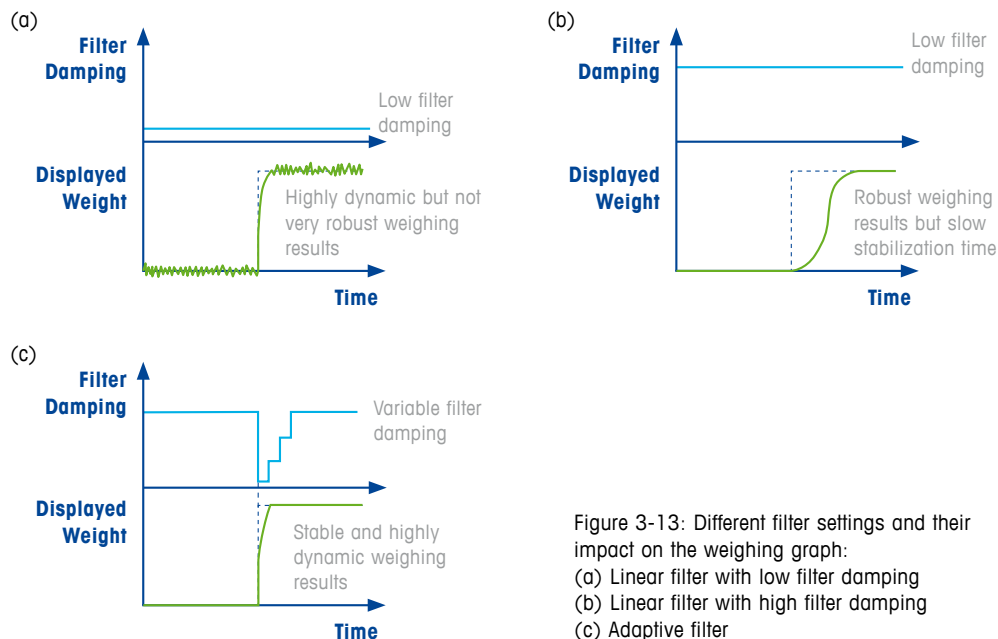 (a)
Filter
Damping
Low filter
damping
Displayed
Weight
Highly dynamic but not
very robust weighing
results
Time
(b)
Filter
Damping
Low filter
damping
Displayed
Weight
Robust weighing
results but slow
stabilization time
Time
(c)
Filter
Damping
Variable filter
damping
Displayed
Weight
Stable and highly
dynamic weighing
results
Time
Figure 3-13: Different filter settings and their
impact on the weighing graph:
(a) Linear filter with low filter damping
(b) Linear filter with high filter damping
(c) Adaptive filter